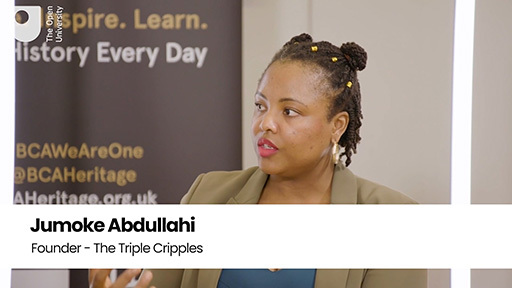 The Open
University
spire. Learn.
History Every Day
BCAWeAreOne
@BCAHeritage
AHeritage.org.uk
Jumoke Abdullahi
Founder - The Triple Cripples